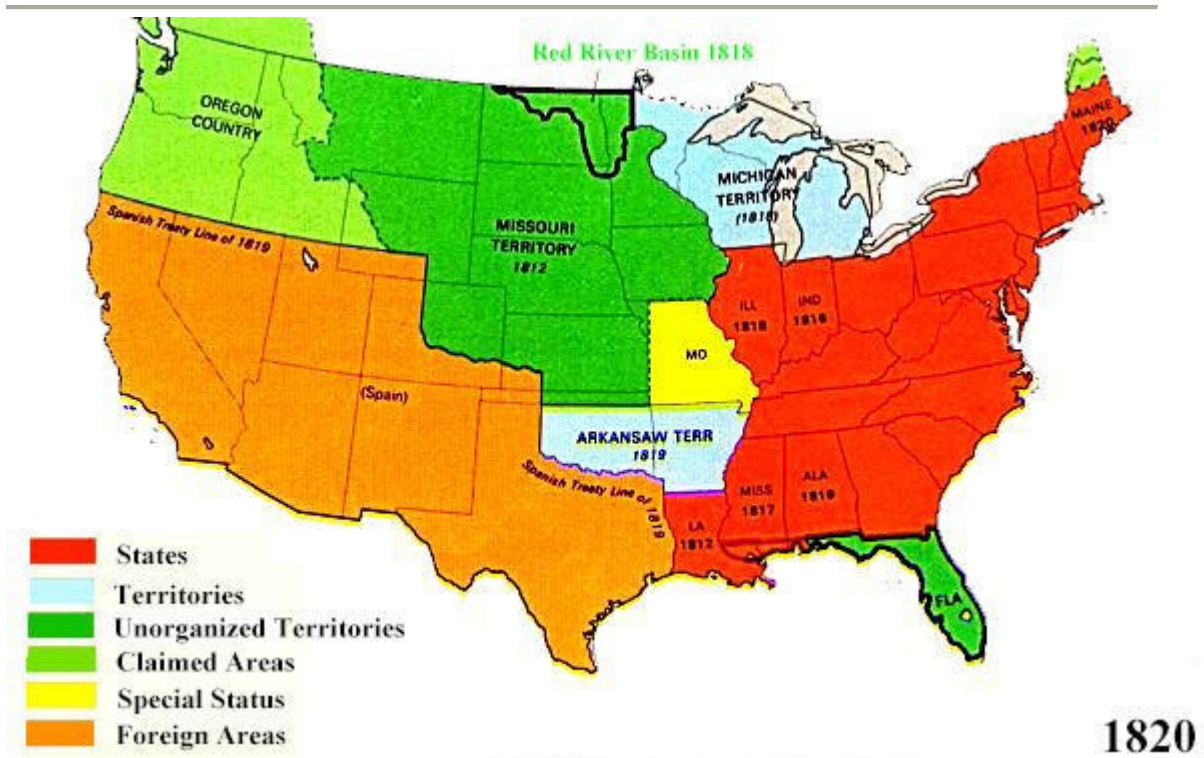 Red River Basin 1818
OREGON
COUNTRY
MAINE
1820
MICHIGAN
TERRITORY
(1818)
Spanish Treaty Line of 1819
MISSOURI
TERRITORY
1812
ILL
1818
IND
1816
MO
(Spain)
ARKANSAW TERR
1819
Spanish Treaty Line of 1819
MISS
1817
ALA
1819
LA
1812
FLA
States
Territories
Unorganized Territories
Claimed Areas
Special Status
Foreign Areas
1820